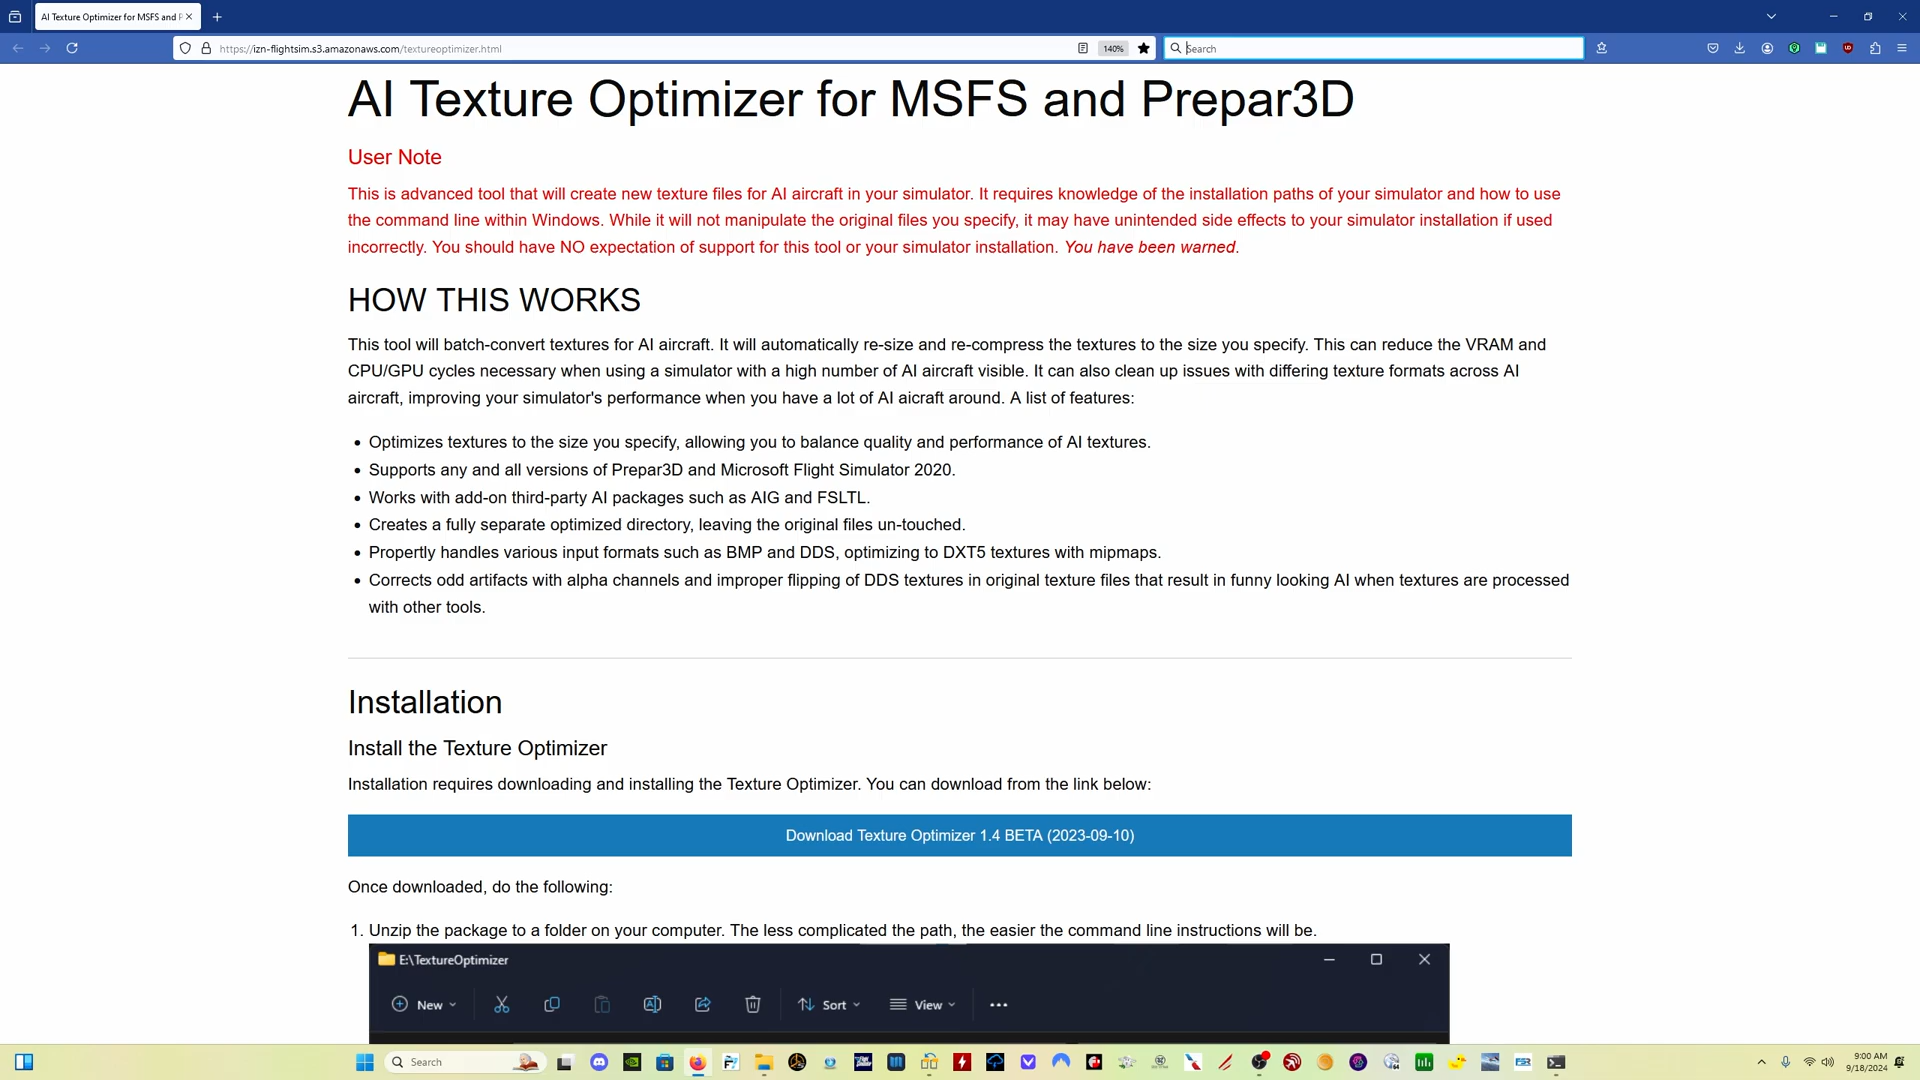 AI Texture Optimizer for MSFS and P
https://izn-flightsim.s3.amazonaws.com/textureoptimizer.html
140%
Search
AI Texture Optimizer for MSFS and Prepar3D
User Note
This is advanced tool that will create new texture files for AI aircraft in your simulator. It requires knowledge of the installation paths of your simulator and how to use
the command line within Windows. While it will not manipulate the original files you specify, it may have unintended side effects to your simulator installation if used
incorrectly. You should have NO expectation of support for this tool or your simulator installation. You have been warned.
HOW THIS WORKS
This tool will batch-convert textures for AI aircraft. It will automatically re-size and re-compress the textures to the size you specify. This can reduce the VRAM and
CPU/GPU cycles necessary when using a simulator with a high number of AI aircraft visible. It can also clean up issues with differing texture formats across AI
aircraft, improving your simulator's performance when you have a lot of AI aicraft around. A list of features:
• Optimizes textures to the size you specify, allowing you to balance quality and performance of AI textures.
• Supports any and all versions of Prepar3D and Microsoft Flight Simulator 2020.
• Works with add-on third-party AI packages such as AIG and FSLTL.
• Creates a fully separate optimized directory, leaving the original files un-touched.
• Propertly handles various input formats such as BMP and DDS, optimizing to DXT5 textures with mipmaps.
• Corrects odd artifacts with alpha channels and improper flipping of DDS textures in original texture files that result in funny looking AI when textures are processed
with other tools.
Installation
Install the Texture Optimizer
Installation requires downloading and installing the Texture Optimizer. You can download from the link below:
Download Texture Optimizer 1.4 BETA (2023-09-10)
Once downloaded, do the following:
1. Unzip the package to a folder on your computer. The less complicated the path, the easier the command line instructions will be.
E:\TextureOptimizer
New
Sort
View
Search
9:00 AM
9/18/2024